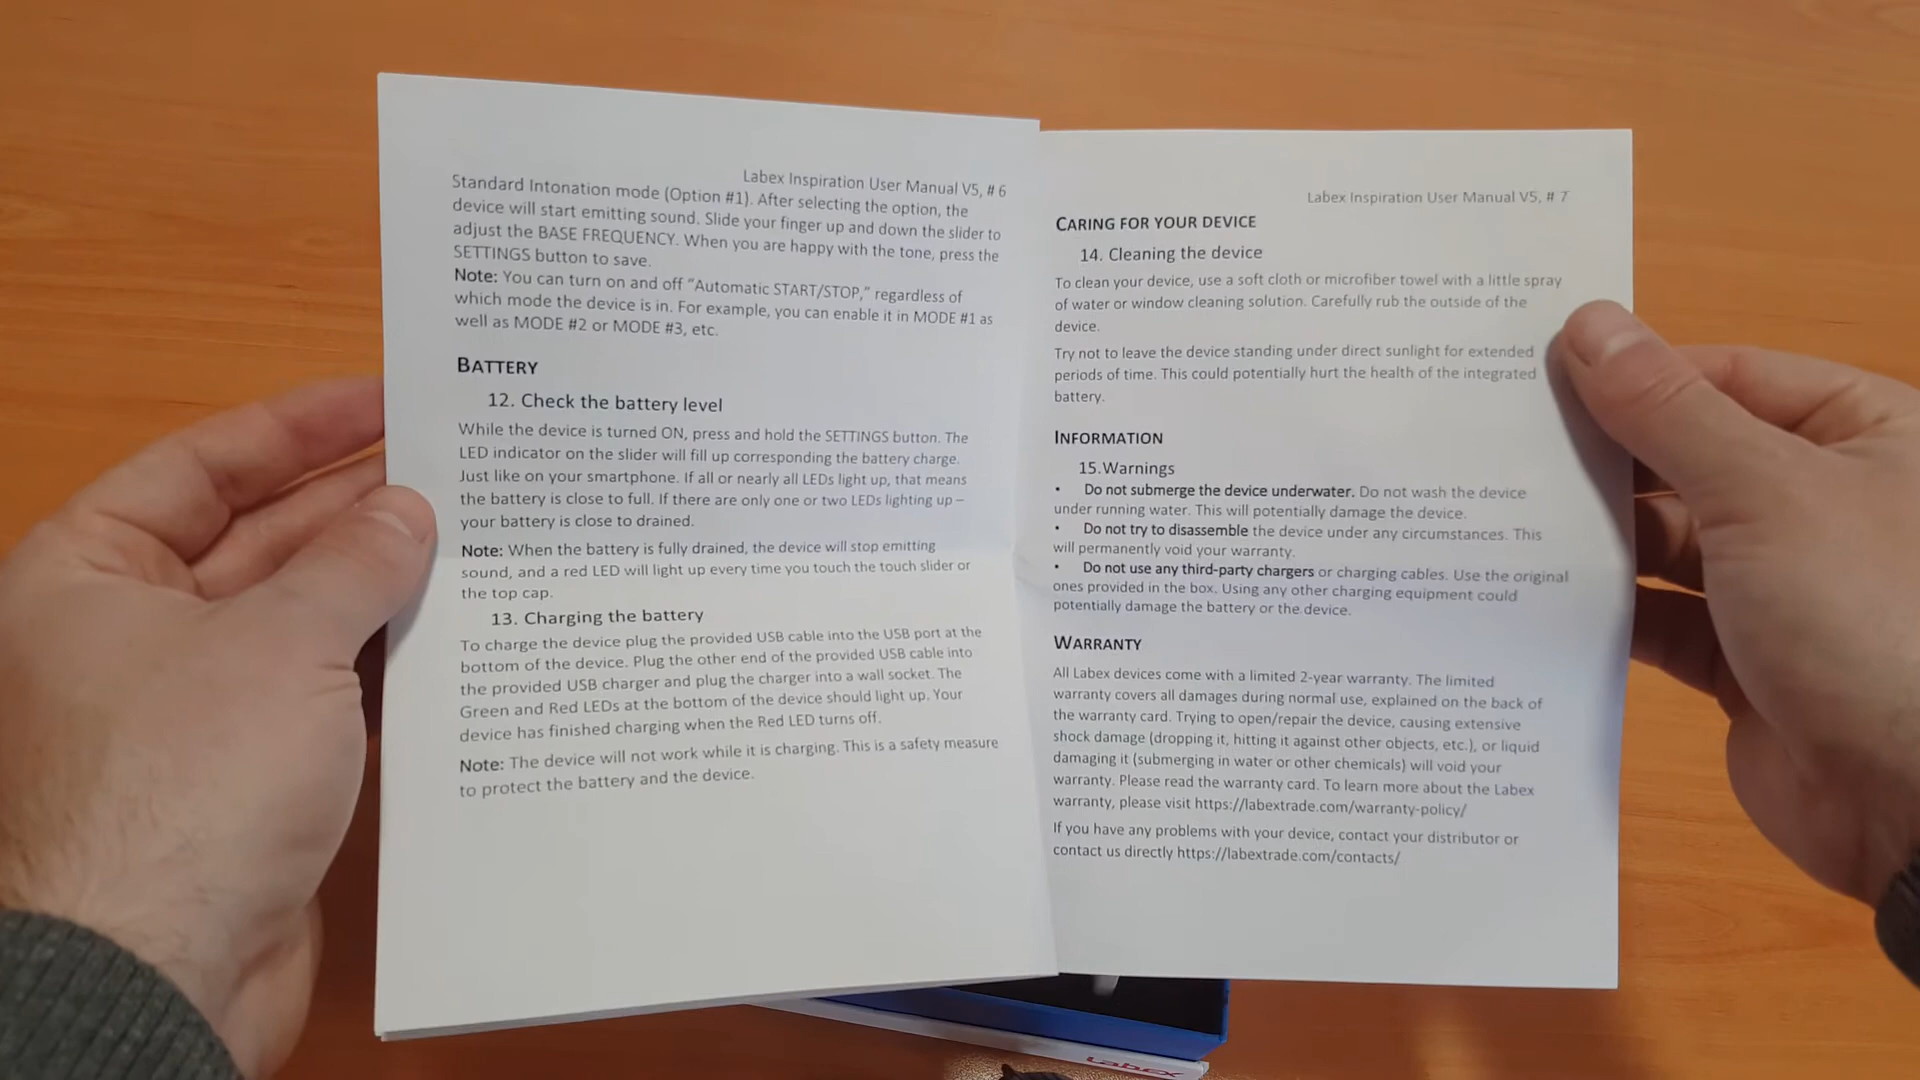 Labex Inspiration User Manual V5, # 6
Standard Intonation mode (Option #1). After selecting the option, the
device will start emitting sound. Slide your finger up and down the slider to
adjust the BASE FREQUENCY. When you are happy with the tone, press the
SETTINGS button to save.
Note: You can turn on and off “Automatic START/STOP,” regardless of
which mode the device is in. For example, you can enable it in MODE #1 as
well as MODE #2 or MODE #3, etc.
BATTERY
12. Check the battery level
While the device is turned ON, press and hold the SETTINGS button. The
LED indicator on the slider will fill up corresponding the battery charge.
Just like on your smartphone. If all or nearly all LEDs light up, that means
the battery is close to full. If there are only one or two LEDs lighting up –
your battery is close to drained.
Note: When the battery is fully drained, the device will stop emitting
sound, and a red LED will light up every time you touch the touch slider or
the top cap.
13. Charging the battery
To charge the device plug the provided USB cable into the USB port at the
bottom of the device. Plug the other end of the provided USB cable into
the provided USB charger and plug the charger into a wall socket. The
Green and Red LEDs at the bottom of the device should light up. Your
device has finished charging when the Red LED turns off.
Note: The device will not work while it is charging. This is a safety measure
to protect the battery and the device.
Labex Inspiration User Manual V5, # 7
CARING FOR YOUR DEVICE
14. Cleaning the device
To clean your device, use a soft cloth or microfiber towel with a little spray
of water or window cleaning solution. Carefully rub the outside of the
device.
Try not to leave the device standing under direct sunlight for extended
periods of time. This could potentially hurt the health of the integrated
battery.
INFORMATION
15.Warnings
• Do not submerge the device underwater. Do not wash the device
under running water. This will potentially damage the device.
• Do not try to disassemble the device under any circumstances. This
will permanently void your warranty.
• Do not use any third-party chargers or charging cables. Use the original
ones provided in the box. Using any other charging equipment could
potentially damage the battery or the device.
WARRANTY
All Labex devices come with a limited 2-year warranty. The limited
warranty covers all damages during normal use, explained on the back of
the warranty card. Trying to open/repair the device, causing extensive
shock damage (dropping it, hitting it against other objects, etc.), or liquid
damaging it (submerging in water or other chemicals) will void your
warranty. Please read the warranty card. To learn more about the Labex
warranty, please visit https://labextrade.com/warranty-policy/
If you have any problems with your device, contact your distributor or
contact us directly https://labextrade.com/contacts/
Labex